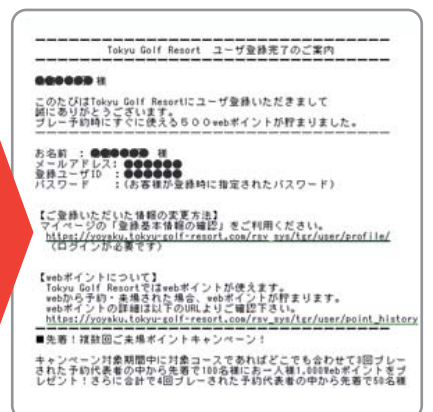 Tokyu Golf Resort ユーザ登録完了のご案内
●●●●●● 様
このたびはTokyu Golf Resortにユーザ登録いただきまして
誠にありがとうございます。
プレー予約時にすぐに使える５００webポイントが貯まりました。
お名前 : ●●●●●● 様
メールアドレス: ●●●●●●
登録ユーザID : ●●●●●●
パスワード :(お客様が登録時に指定されたパスワード)
【ご登録いただいた情報の変更方法】
マイページの「登録基本情報の確認」をご利用ください。
https://yoyaku.tokyu-golf-resort.com/rsv_sys/tgr/user/profile/
(ログインが必要です)
【webポイントについて】
Tokyu Golf Resortではwebポイントが使えます。
webから予約・来場された場合、webポイントが貯まります。
webポイントの詳細は以下のURLよりご確認下さい。
https://yoyaku.tokyu-golf-resort.com/rsv_sys/tgr/user/point_history
■先着！複数回ご来場ポイントキャンペーン！
キャンペーン対象期間中に対象コースであればどこでも合わせて3回プレー
された予約代表者の中から先着で100名様にお一人様1,000Webポイントをプ
レゼント！さらに合計で4回プレーされた予約代表者の中から先着で50名様